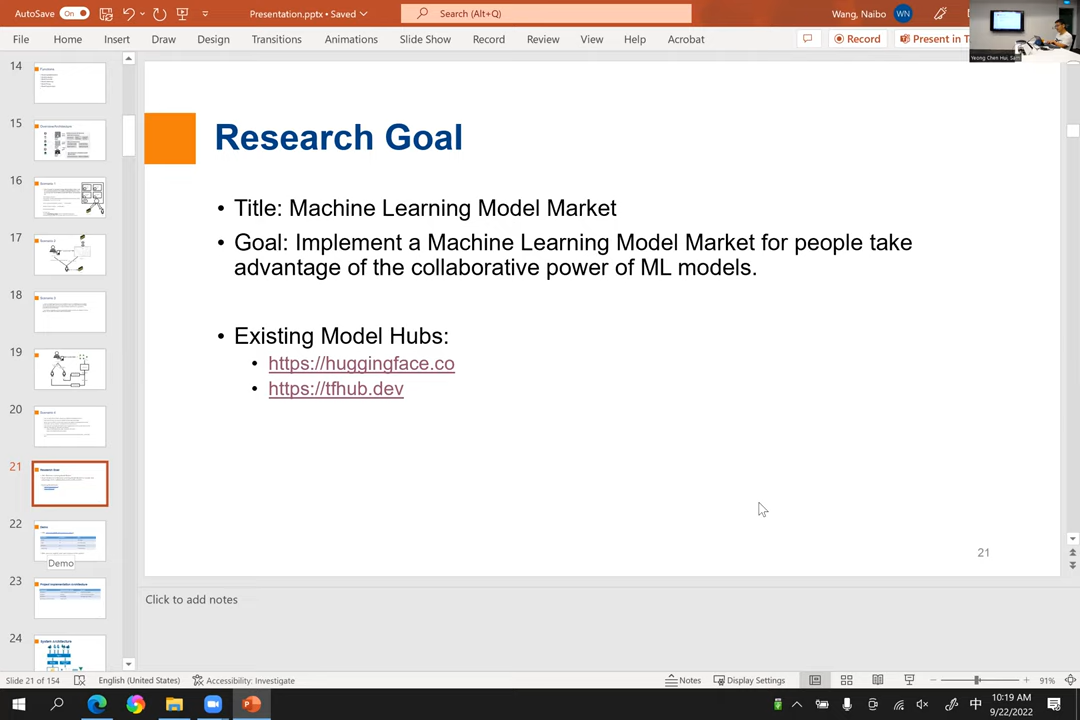 AutoSave On Presentation.pptx • Saved Search (Alt+Q) Wang, Naibo WN
File Home Insert Draw Design Transitions Animations Slide Show Record Review View Help Acrobat Record Present in T
Yeong Chen Hui, Sam
14
15
16
17
18
19
20
21
22
Demo
23
24
Research Goal
• Title: Machine Learning Model Market
• Goal: Implement a Machine Learning Model Market for people take
advantage of the collaborative power of ML models.
• Existing Model Hubs:
• https://huggingface.co
• https://tfhub.dev
21
Click to add notes
Slide 21 of 154 English (United States) Accessibility: Investigate Notes Display Settings 91%
中 10:19 AM
9/22/2022